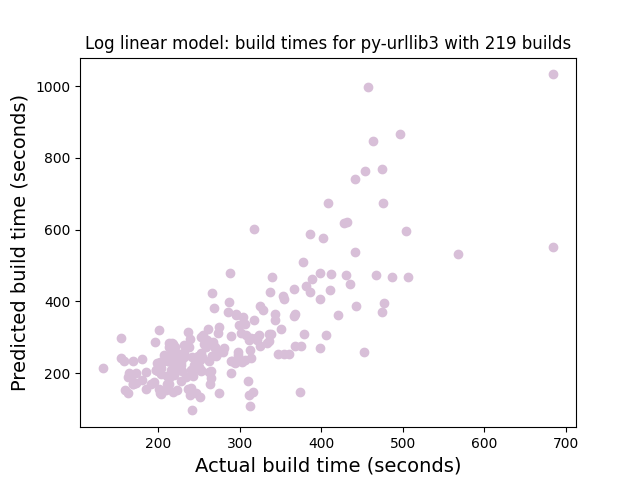 Log linear model: build times for py-urllib3 with 219 builds
Predicted build time (seconds)
1000
800
600
400
200
200 300 400 500 600 700
Actual build time (seconds)